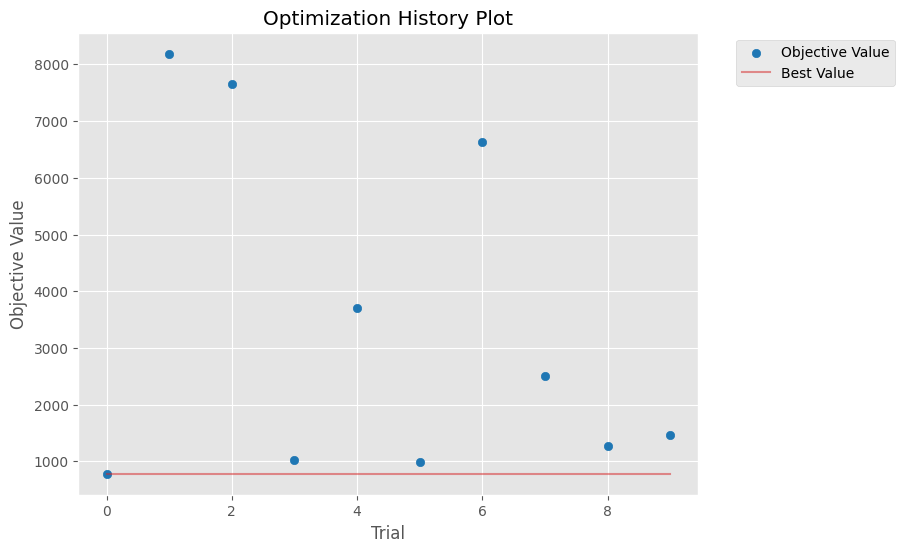 Optimization History Plot
Objective Value
Best Value
8000
7000
6000
5000
4000
3000
2000
1000
Objective Value
0 2 4 6 8
Trial